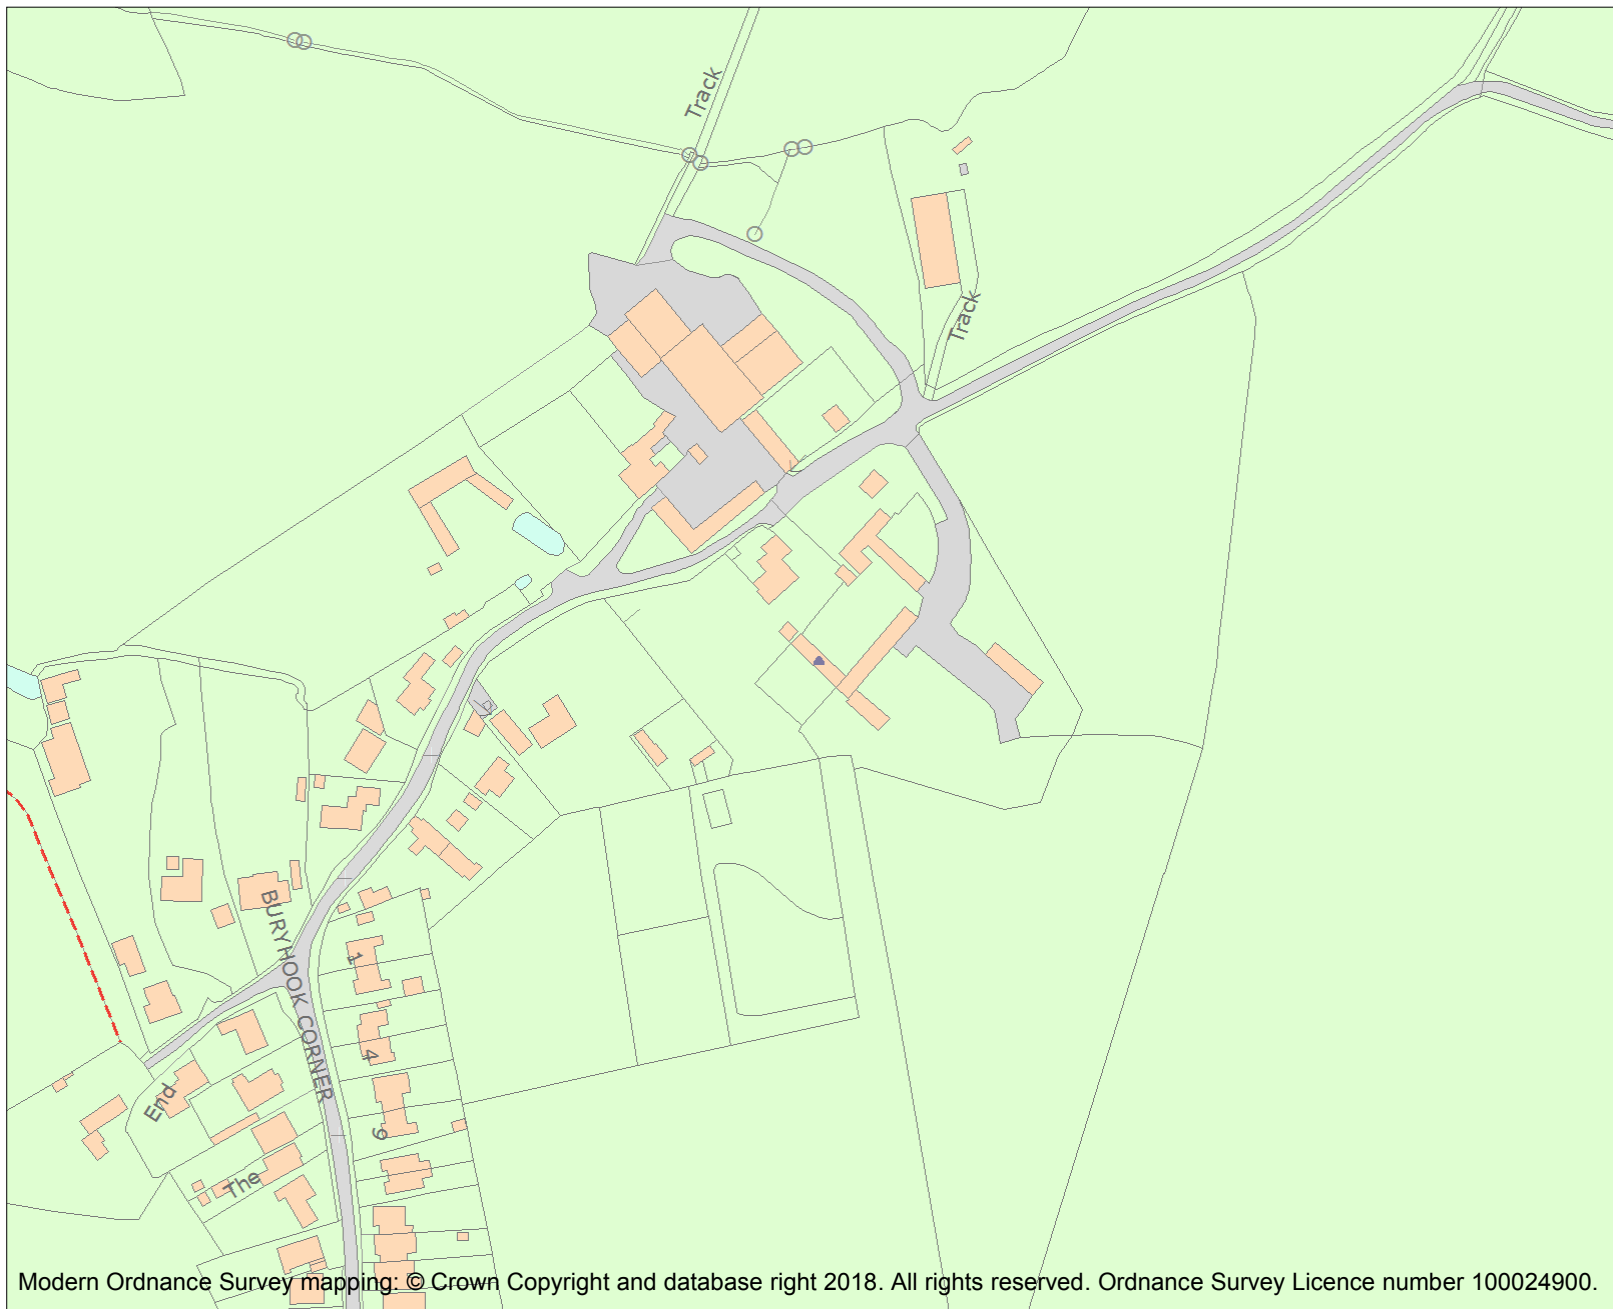 Track
Track
BURYHOOK CORNER
1
4
9
End
The
Modern Ordnance Survey mapping: © Crown Copyright and database right 2018. All rights reserved. Ordnance Survey Licence number 100024900.